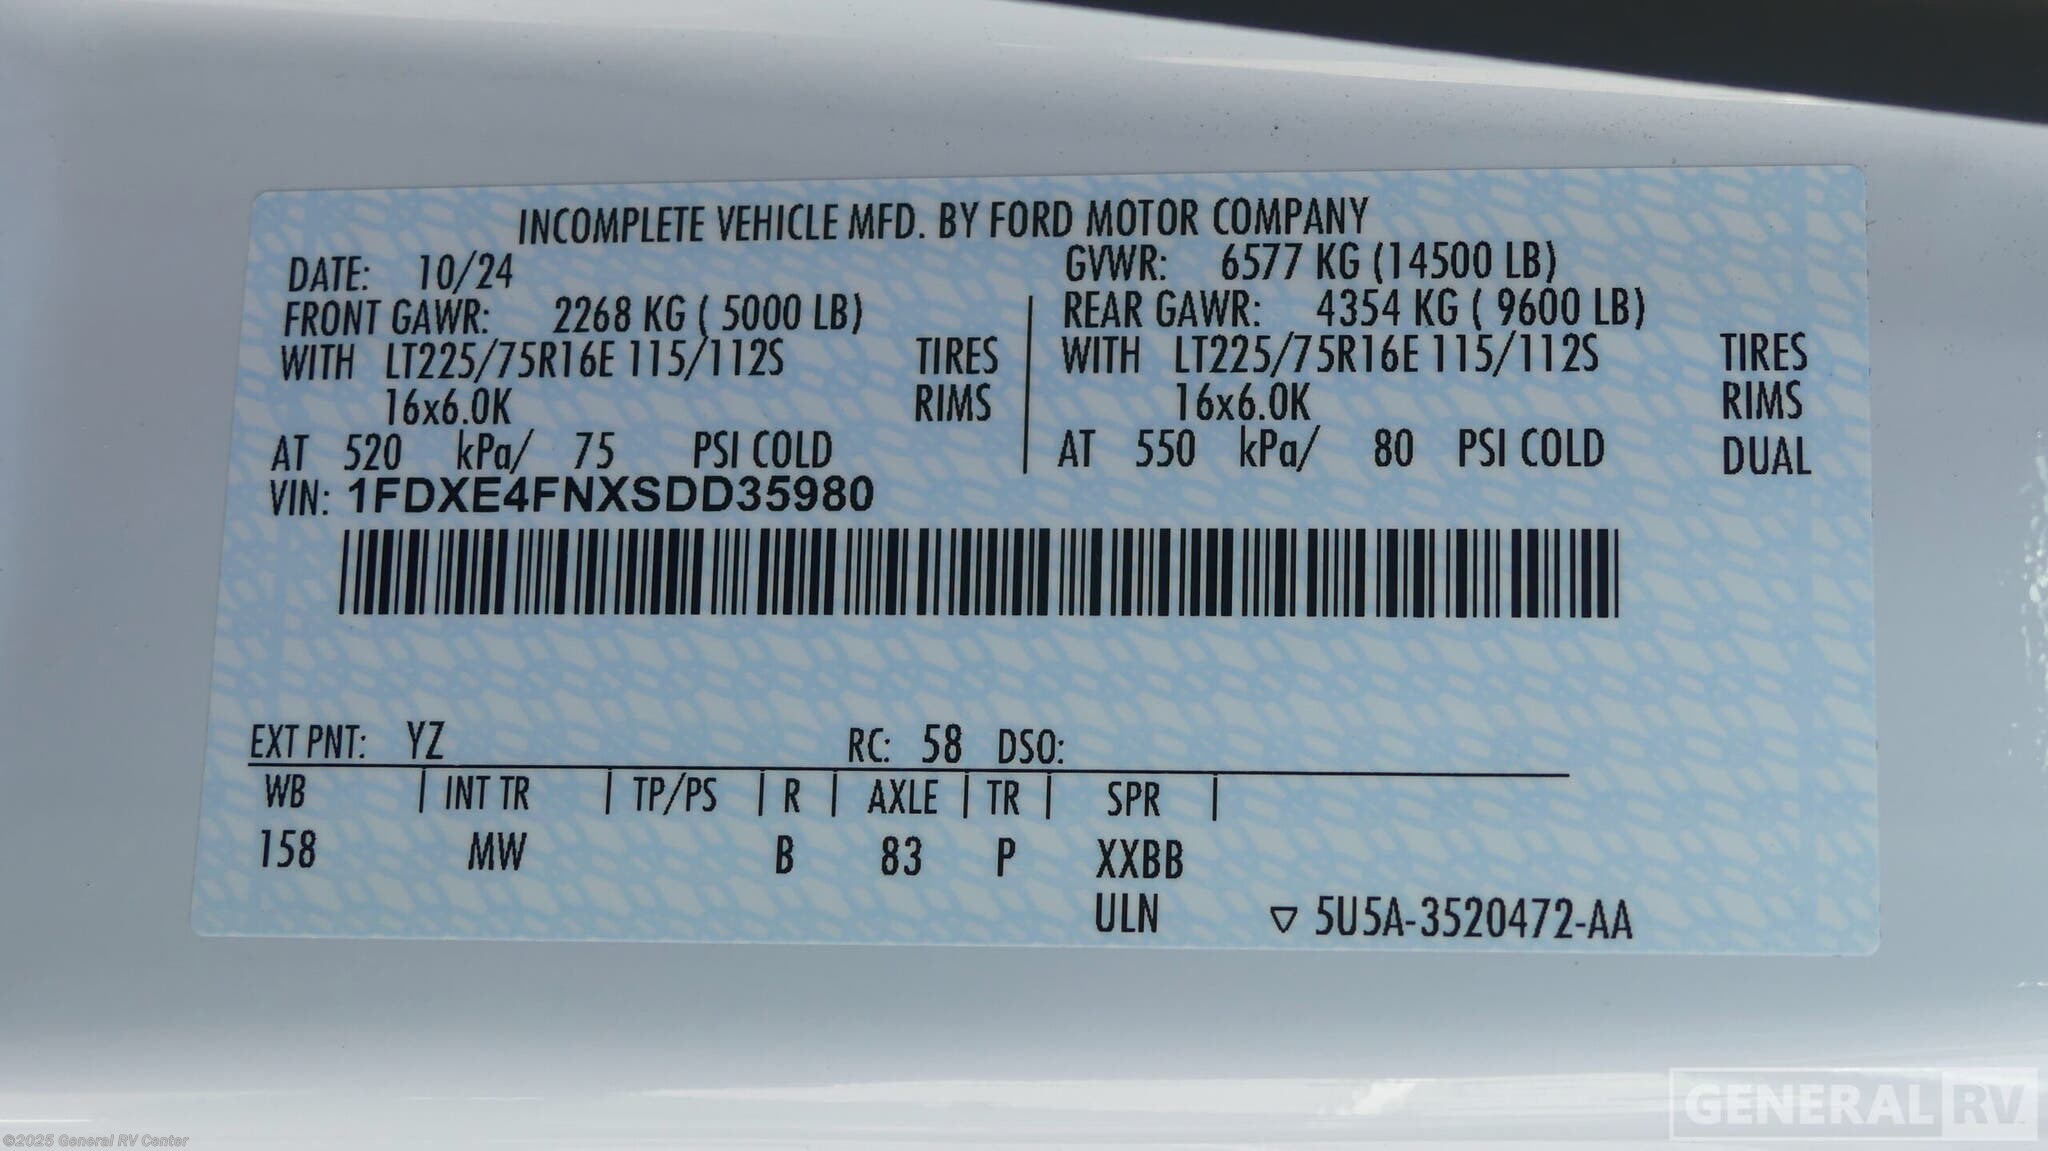 INCOMPLETE VEHICLE MFD. BY FORD MOTOR COMPANY
DATE: 10/24 GVWR: 6577 KG (14500 LB)
FRONT GAWR: 2268 KG ( 5000 LB) REAR GAWR: 4354 KG ( 9600 LB)
WITH LT225/75R16E 115/112S TIRES WITH LT225/75R16E 115/112S TIRES
16x6.0K RIMS 16x6.0K RIMS
AT 520 kPa/ 75 PSI COLD AT 550 kPa/ 80 PSI COLD DUAL
VIN: 1FDXE4FNXSDD35980
EXT PNT: YZ RC: 58 DSO:
WB | INT TR | TP/PS | R | AXLE | TR | SPR |
158 MW B 83 P XXBB
ULN ▽ 5U5A-3520472-AA
GENERAL RV
©2025 General RV Center